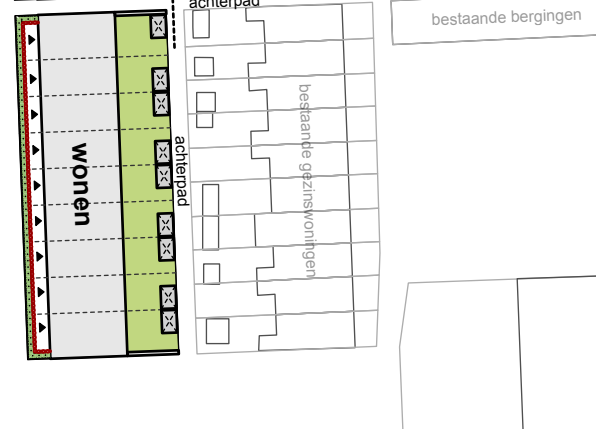 achterpad
bestaande bergingen
wonen
achterpad
bestaande gezinswoningen